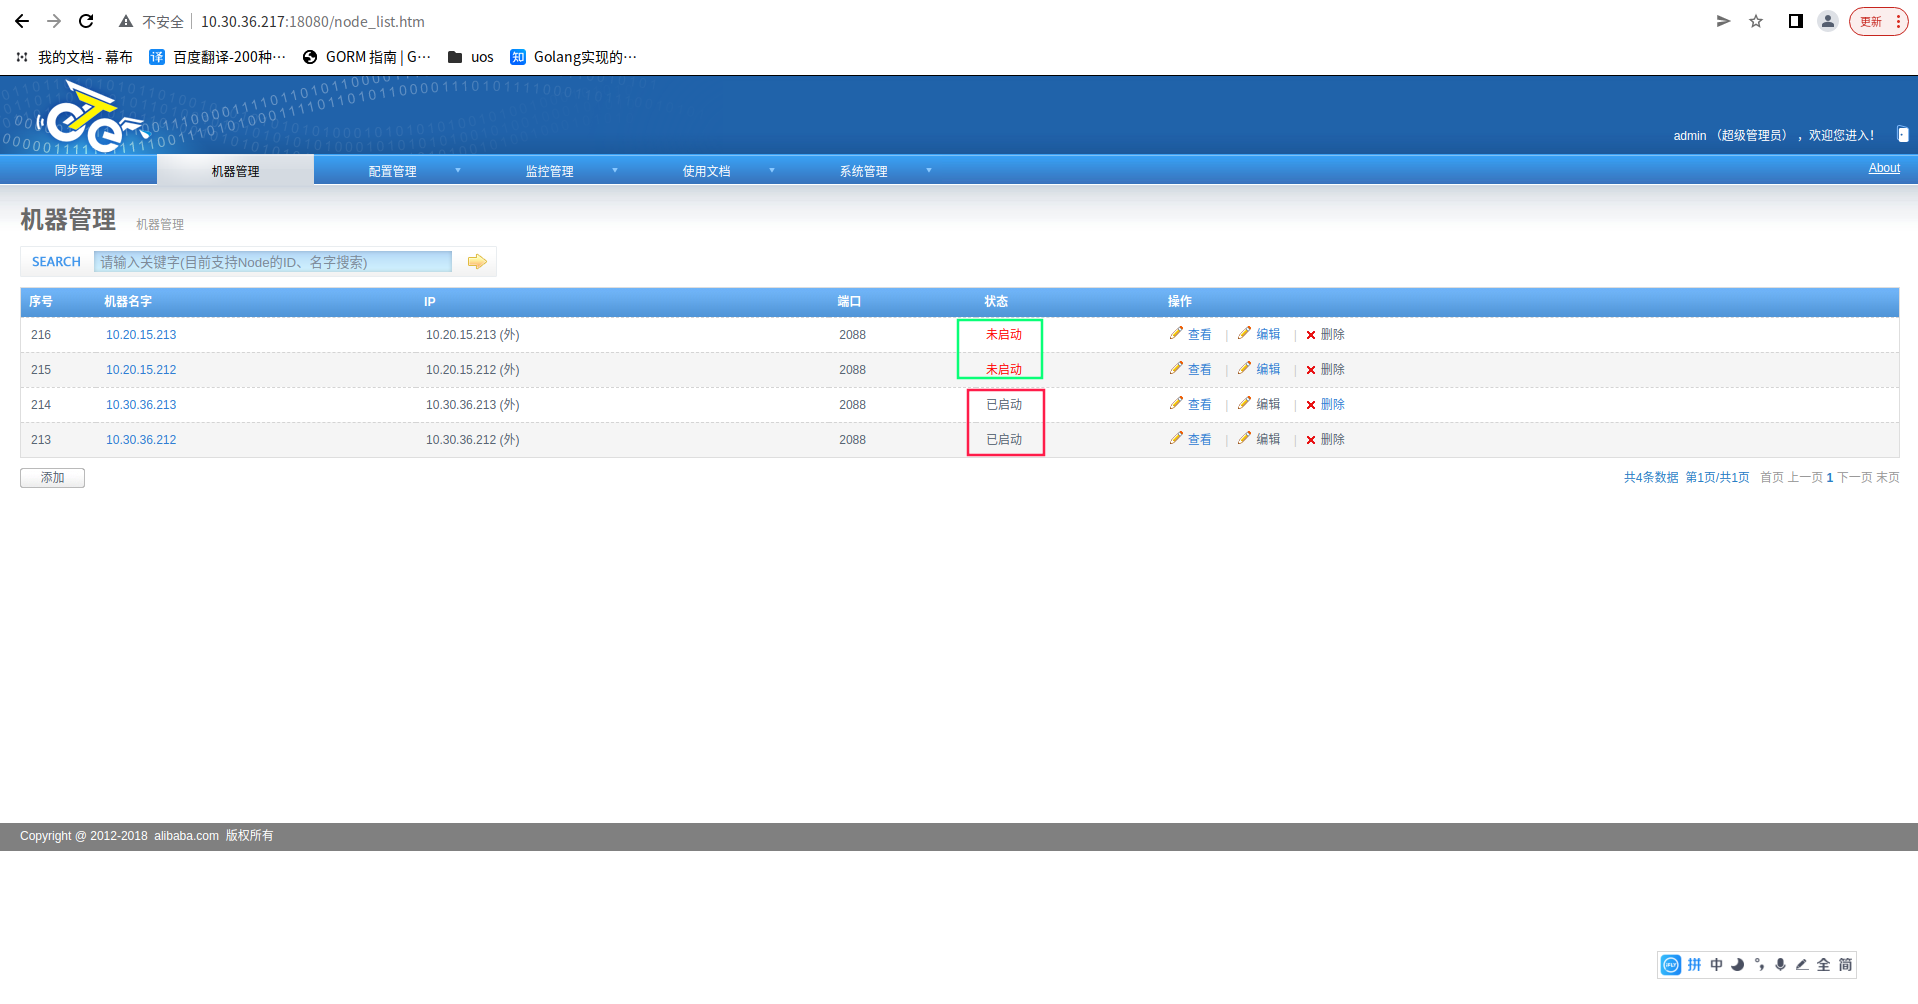 不安全 10.30.36.217:18080/node_list.htm 更新
我的文档 - 幕布 译 百度翻译-200种… GORM 指南 | G… uos 知 Golang实现的…
admin （超级管理员），欢迎您进入！
同步管理 机器管理 配置管理 监控管理 使用文档 系统管理 About
机器管理 机器管理
SEARCH 请输入关键字(目前支持Node的ID、名字搜索)
序号 机器名字 IP 端口 状态 操作
216 10.20.15.213 10.20.15.213 (外) 2088 未启动 查看 | 编辑 | 删除
215 10.20.15.212 10.20.15.212 (外) 2088 未启动 查看 | 编辑 | 删除
214 10.30.36.213 10.30.36.213 (外) 2088 已启动 查看 | 编辑 | 删除
213 10.30.36.212 10.30.36.212 (外) 2088 已启动 查看 | 编辑 | 删除
添加 共4条数据 第1页/共1页 首页 上一页 1 下一页 末页
Copyright @ 2012-2018 alibaba.com 版权所有
iFLY 拼 中 全 简